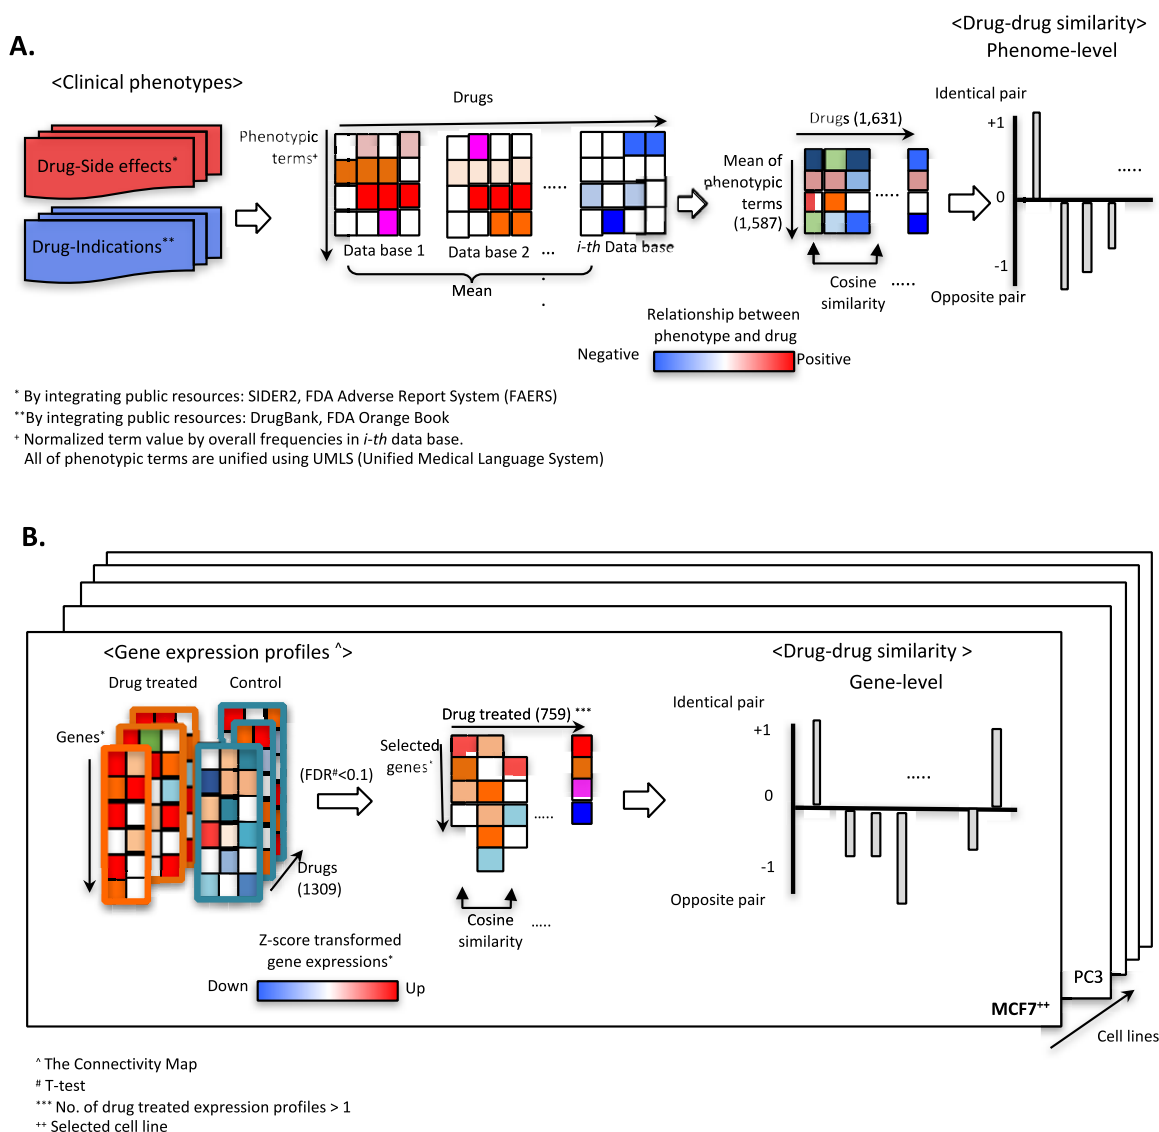 A.
<Clinical phenotypes>
Drug-Side effects*
Drug-Indications**
Drugs
Phenotypic
terms+
.....
Data base 1
Data base 2
...
i-th Data base
Mean
.
.
Drugs (1,631)
Mean of
phenotypic
terms
(1,587)
.....
Cosine
similarity
.....
<Drug-drug similarity>
Phenome-level
Identical pair
+1
0
-1
.....
Opposite pair
Relationship between
phenotype and drug
Negative
Positive
* By integrating public resources: SIDER2, FDA Adverse Report System (FAERS)
**By integrating public resources: DrugBank, FDA Orange Book
+ Normalized term value by overall frequencies in i-th data base.
All of phenotypic terms are unified using UMLS (Unified Medical Language System)
B.
<Gene expression profiles ^>
Drug treated
Control
Genes*
Drugs
(1309)
(FDR#<0.1)
Drug treated (759) ***
Selected
genes*
.....
Cosine
similarity
.....
<Drug-drug similarity >
Gene-level
Identical pair
+1
0
-1
.....
Opposite pair
Z-score transformed
gene expressions*
Down
Up
MCF7++
PC3
Cell lines
^ The Connectivity Map
# T-test
*** No. of drug treated expression profiles > 1
++ Selected cell line